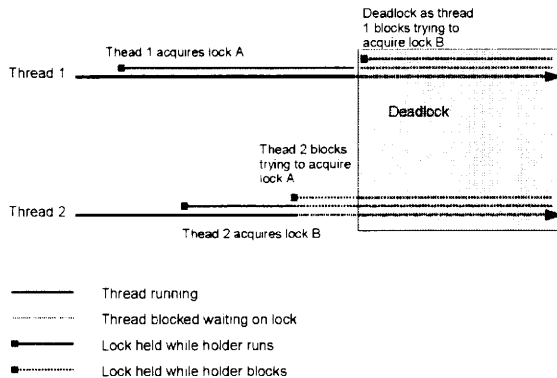 Deadlock as thread
1 blocks trying to
acquire lock B
Thead 1 acquires lock A
Thread 1
Deadlock
Thead 2 blocks
trying to acquire
lock A
Thread 2
Thead 2 acquires lock B
Thread running
Thread blocked waiting on lock
Lock held while holder runs
Lock held while holder blocks